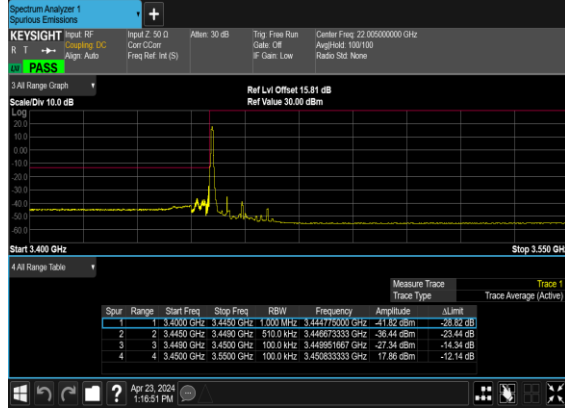 Spectrum Analyzer 1
Spurious Emissions
+
KEYSIGHT Input: RF Input Z: 50 Ω Atten: 30 dB Trig: Free Run Center Freq: 22.005000000 GHz
R T Coupling: DC Corr CCorr Gate: Off Avg|Hold: 100/100
Align: Auto Freq Ref: Int (S) IF Gain: Low Radio Std: None
PASS
3 All Range Graph
Ref Lvl Offset 15.81 dB
Scale/Div 10.0 dB Ref Value 30.00 dBm
Log
20.0
10.0
0.00
-10.0
-20.0
-30.0
-40.0
-50.0
-60.0
Start 3.400 GHz Stop 3.550 GH
4 All Range Table
Measure Trace Trace 1
Trace Type Trace Average (Active)
Spur Range Start Freq Stop Freq RBW Frequency Amplitude ΔLimit
1 1 3.4000 GHz 3.4450 GHz 1.000 MHz 3.444775000 GHz -41.82 dBm -28.82 dB
2 2 3.4450 GHz 3.4490 GHz 510.0 kHz 3.446673333 GHz -36.44 dBm -23.44 dB
3 3 3.4490 GHz 3.4500 GHz 100.0 kHz 3.449951667 GHz -27.34 dBm -14.34 dB
4 4 3.4500 GHz 3.5500 GHz 100.0 kHz 3.450833333 GHz 17.86 dBm -12.14 dB
? Apr 23, 2024
1:16:51 PM